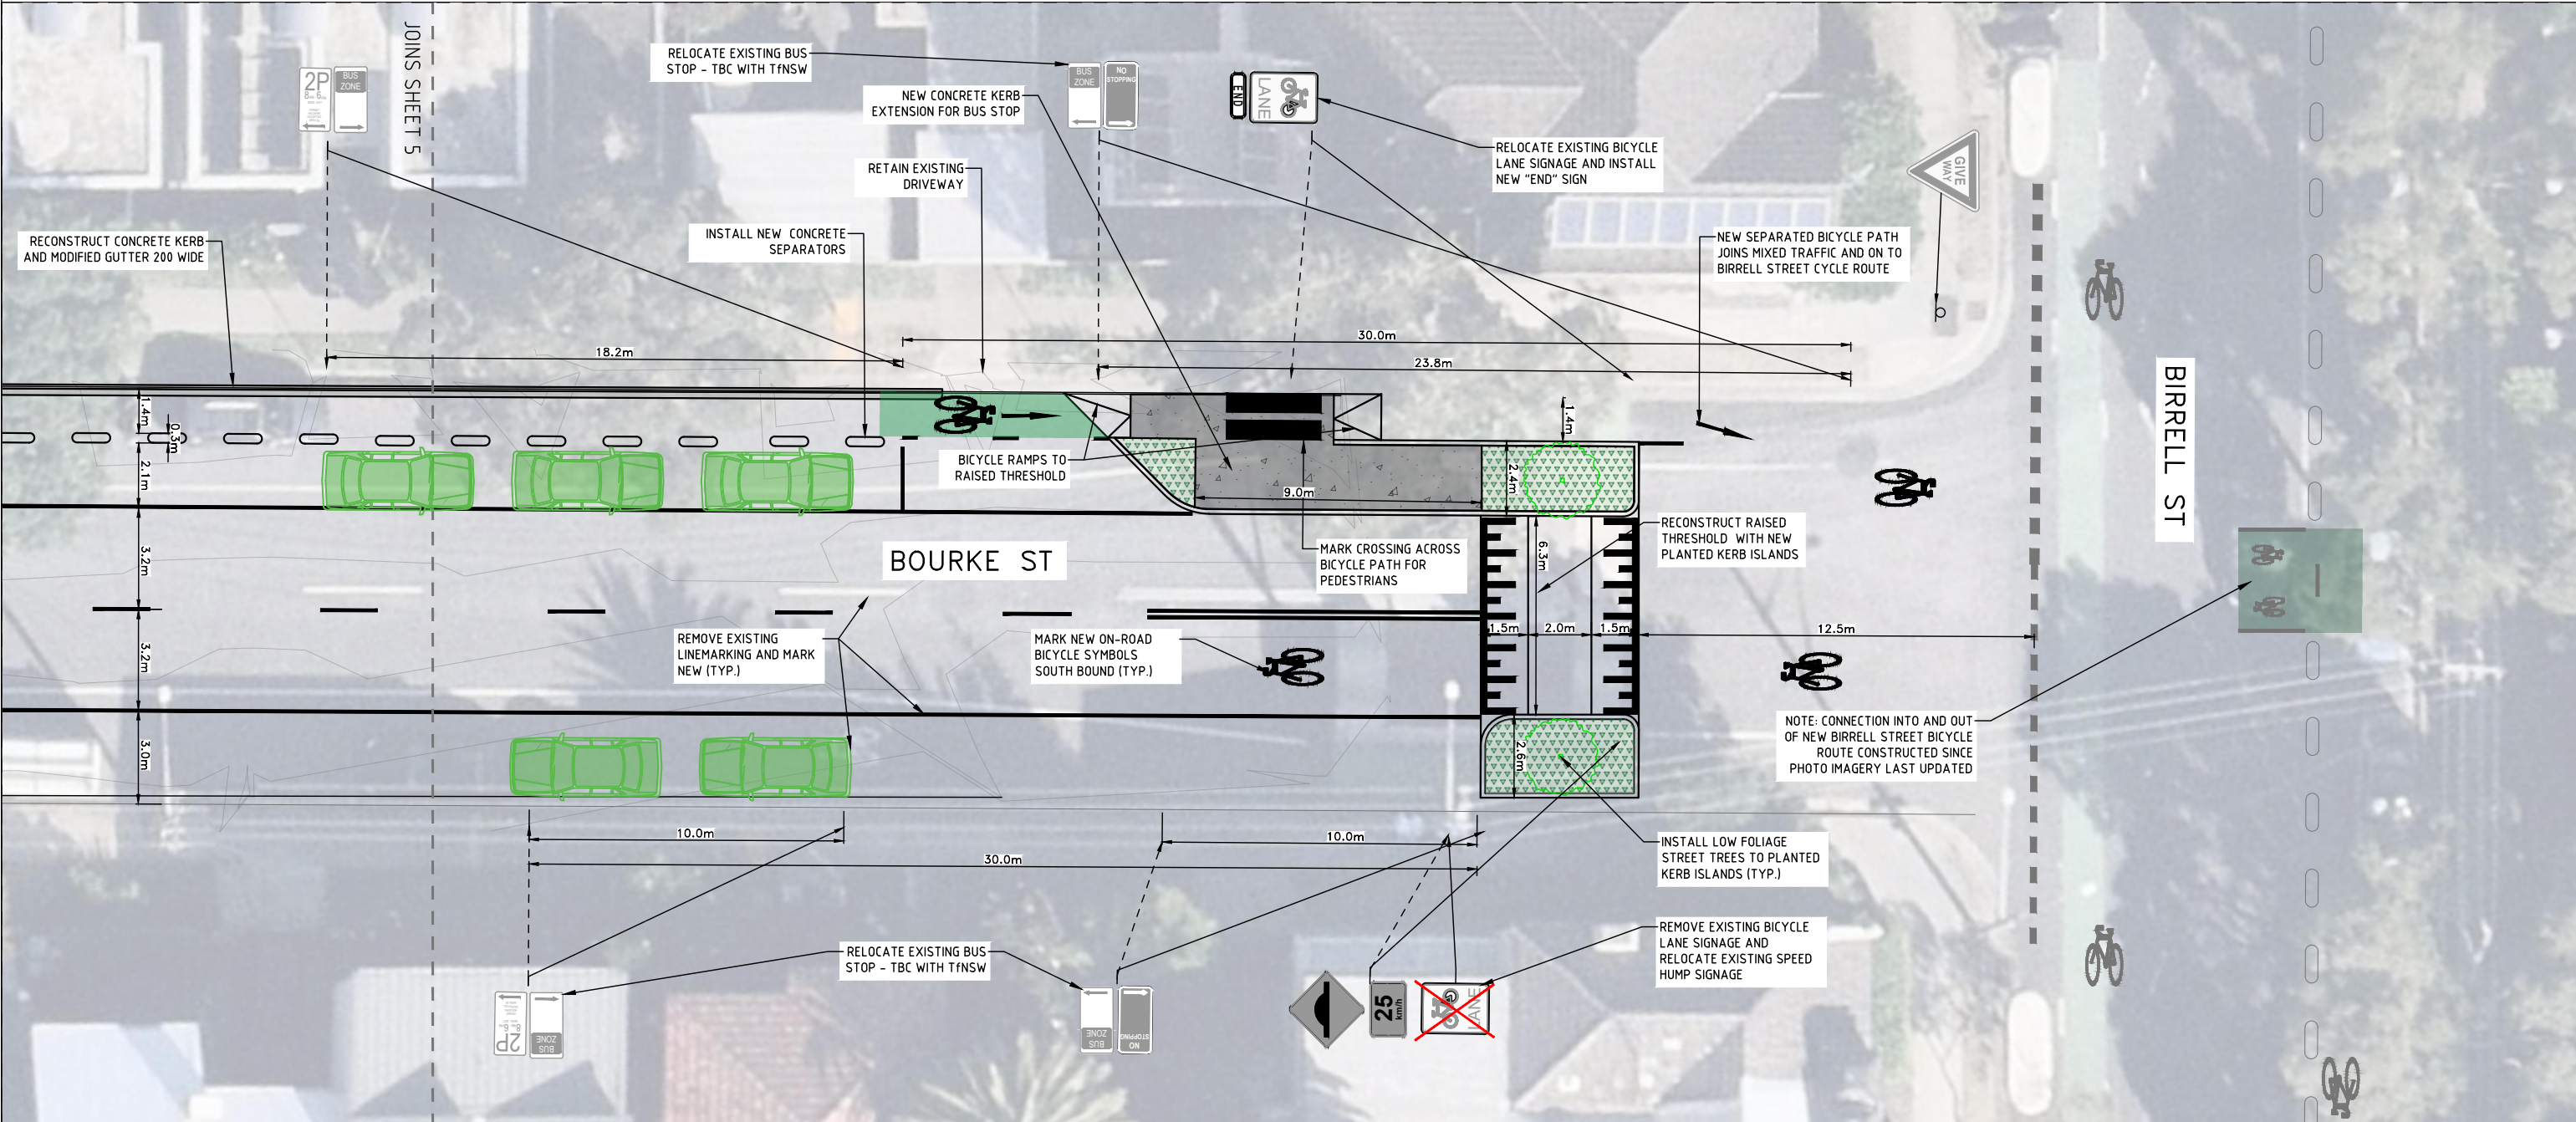 JOINS SHEET 5
2P
BUS
ZONE
RELOCATE EXISTING BUS
STOP - TBC WITH TfNSW
BUS
ZONE
NO
STOPPING
END
LANE
NEW CONCRETE KERB
EXTENSION FOR BUS STOP
RELOCATE EXISTING BICYCLE
LANE SIGNAGE AND INSTALL
NEW "END" SIGN
GIVE
WAY
RETAIN EXISTING
DRIVEWAY
INSTALL NEW CONCRETE
SEPARATORS
RECONSTRUCT CONCRETE KERB
AND MODIFIED GUTTER 200 WIDE
NEW SEPARATED BICYCLE PATH
JOINS MIXED TRAFFIC AND ON TO
BIRRELL STREET CYCLE ROUTE
18.2m
30.0m
23.8m
1.4m
0.3m
2.1m
3.2m
3.2m
3.0m
1.4m
2.4m
9.0m
BICYCLE RAMPS TO
RAISED THRESHOLD
BIRRELL ST
BOURKE ST
MARK CROSSING ACROSS
BICYCLE PATH FOR
PEDESTRIANS
6.3m
RECONSTRUCT RAISED
THRESHOLD WITH NEW
PLANTED KERB ISLANDS
1.5m
2.0m
1.5m
12.5m
REMOVE EXISTING
LINEMARKING AND MARK
NEW (TYP.)
MARK NEW ON-ROAD
BICYCLE SYMBOLS
SOUTH BOUND (TYP.)
NOTE: CONNECTION INTO AND OUT
OF NEW BIRRELL STREET BICYCLE
ROUTE CONSTRUCTED SINCE
PHOTO IMAGERY LAST UPDATED
2.6m
10.0m
30.0m
10.0m
INSTALL LOW FOLIAGE
STREET TREES TO PLANTED
KERB ISLANDS (TYP.)
RELOCATE EXISTING BUS
STOP - TBC WITH TfNSW
REMOVE EXISTING BICYCLE
LANE SIGNAGE AND
RELOCATE EXISTING SPEED
HUMP SIGNAGE
2P
BUS
ZONE
BUS
ZONE
NO
STOPPING
25
km/h
LANE